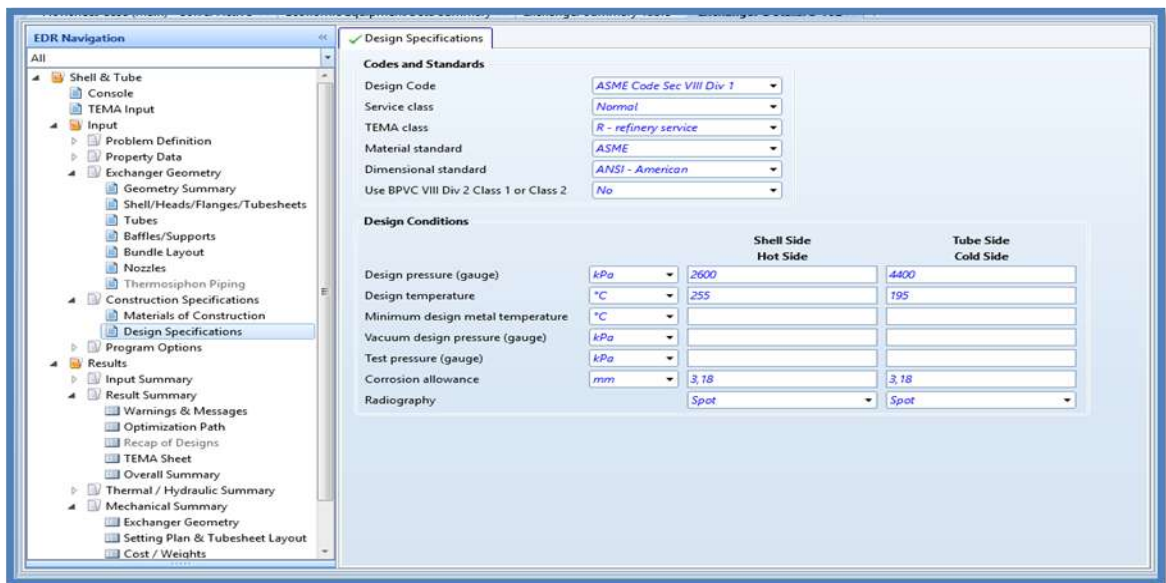 EDR Navigation
All
Shell & Tube
Console
TEMA Input
Input
Problem Definition
Property Data
Exchanger Geometry
Geometry Summary
Shell/Heads/Flanges/Tubesheets
Tubes
Baffles/Supports
Bundle Layout
Nozzles
Thermosiphon Piping
Construction Specifications
Materials of Construction
Design Specifications
Program Options
Results
Input Summary
Result Summary
Warnings & Messages
Optimization Path
Recap of Designs
TEMA Sheet
Overall Summary
Thermal / Hydraulic Summary
Mechanical Summary
Exchanger Geometry
Setting Plan & Tubesheet Layout
Cost / Weights
Design Specifications
Codes and Standards
Design Code ASME Code Sec VIII Div 1
Service class Normal
TEMA class R - refinery service
Material standard ASME
Dimensional standard ANSI - American
Use BPVC VIII Div 2 Class 1 or Class 2 No
Design Conditions
Shell Side Tube Side
Hot Side Cold Side
Design pressure (gauge) kPa 2600 4400
Design temperature °C 255 195
Minimum design metal temperature °C
Vacuum design pressure (gauge) kPa
Test pressure (gauge) kPa
Corrosion allowance mm 3,18 3,18
Radiography Spot Spot